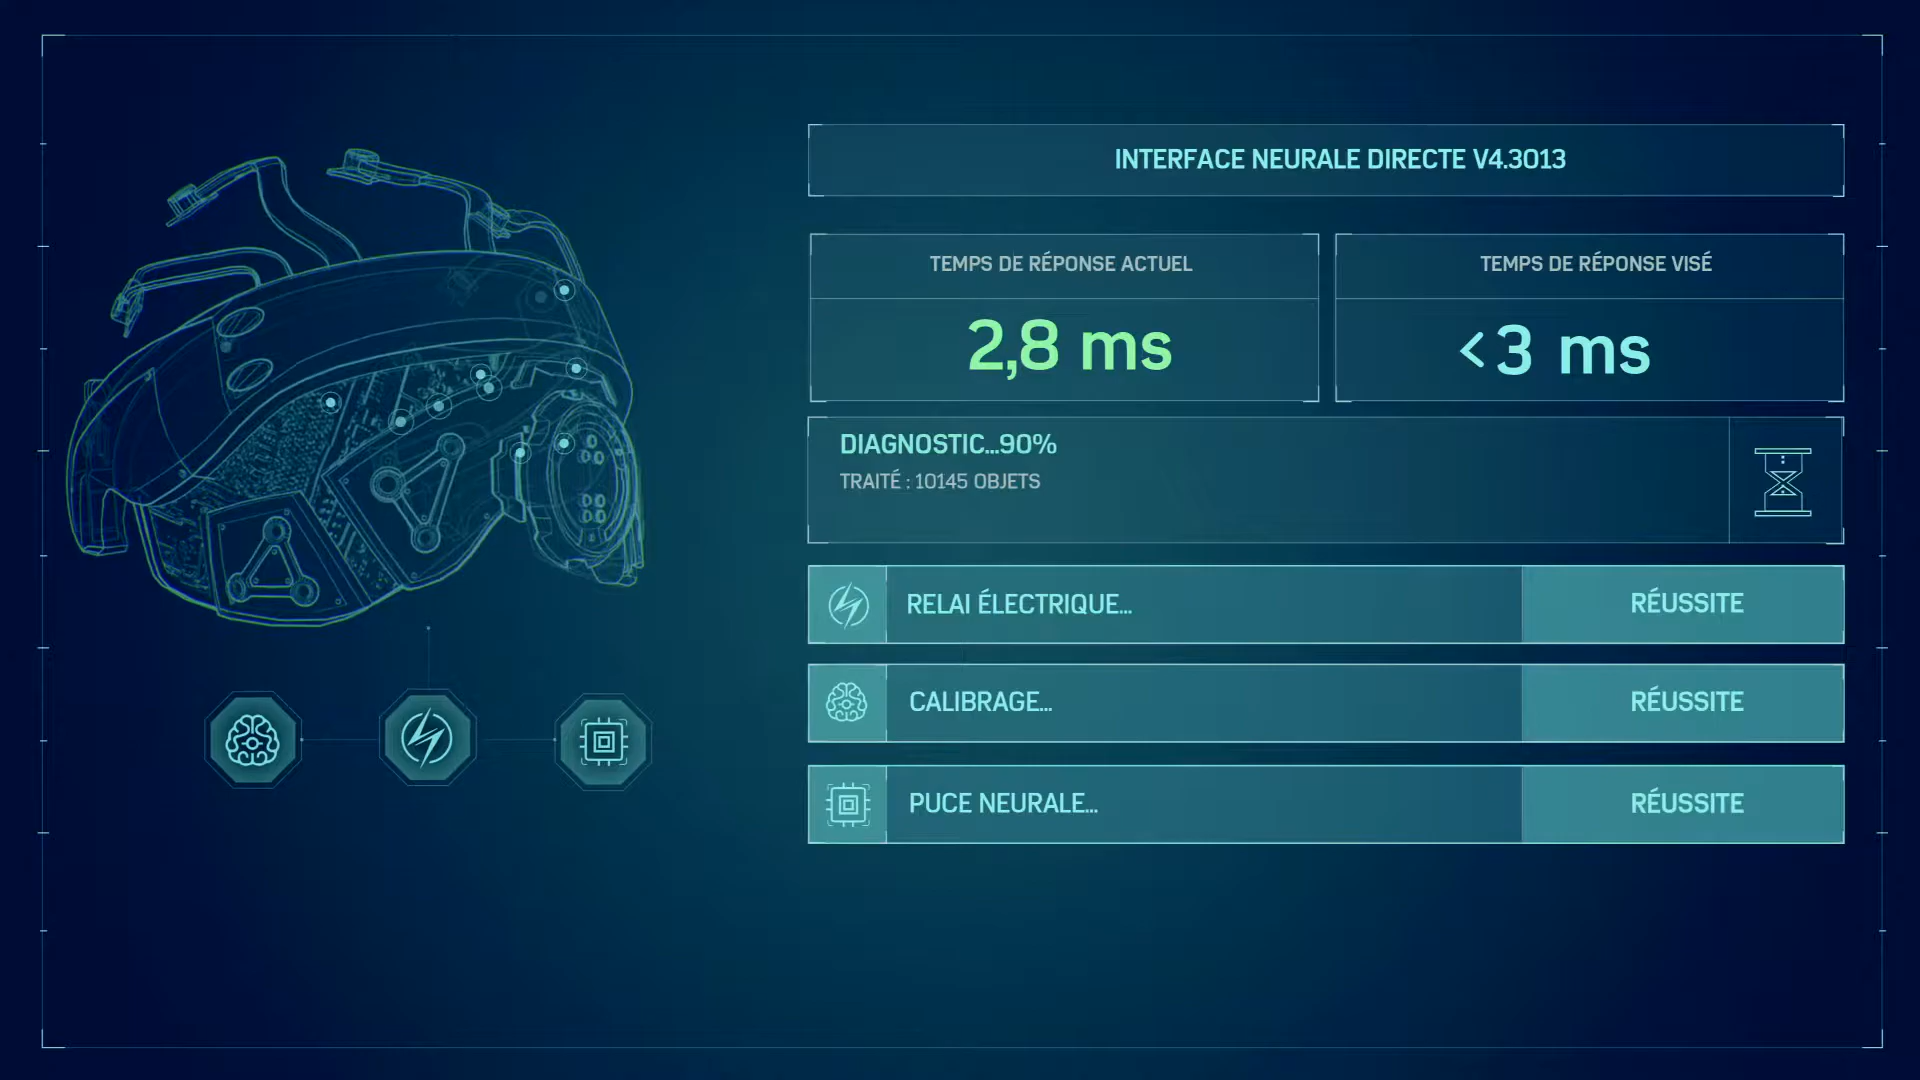 INTERFACE NEURALE DIRECTE V4.3013
TEMPS DE RÉPONSE ACTUEL
2,8 ms
TEMPS DE RÉPONSE VISÉ
<3 ms
DIAGNOSTIC...90%
TRAITÉ : 10145 OBJETS
RELAI ÉLECTRIQUE...
RÉUSSITE
CALIBRAGE...
RÉUSSITE
PUCE NEURALE...
RÉUSSITE